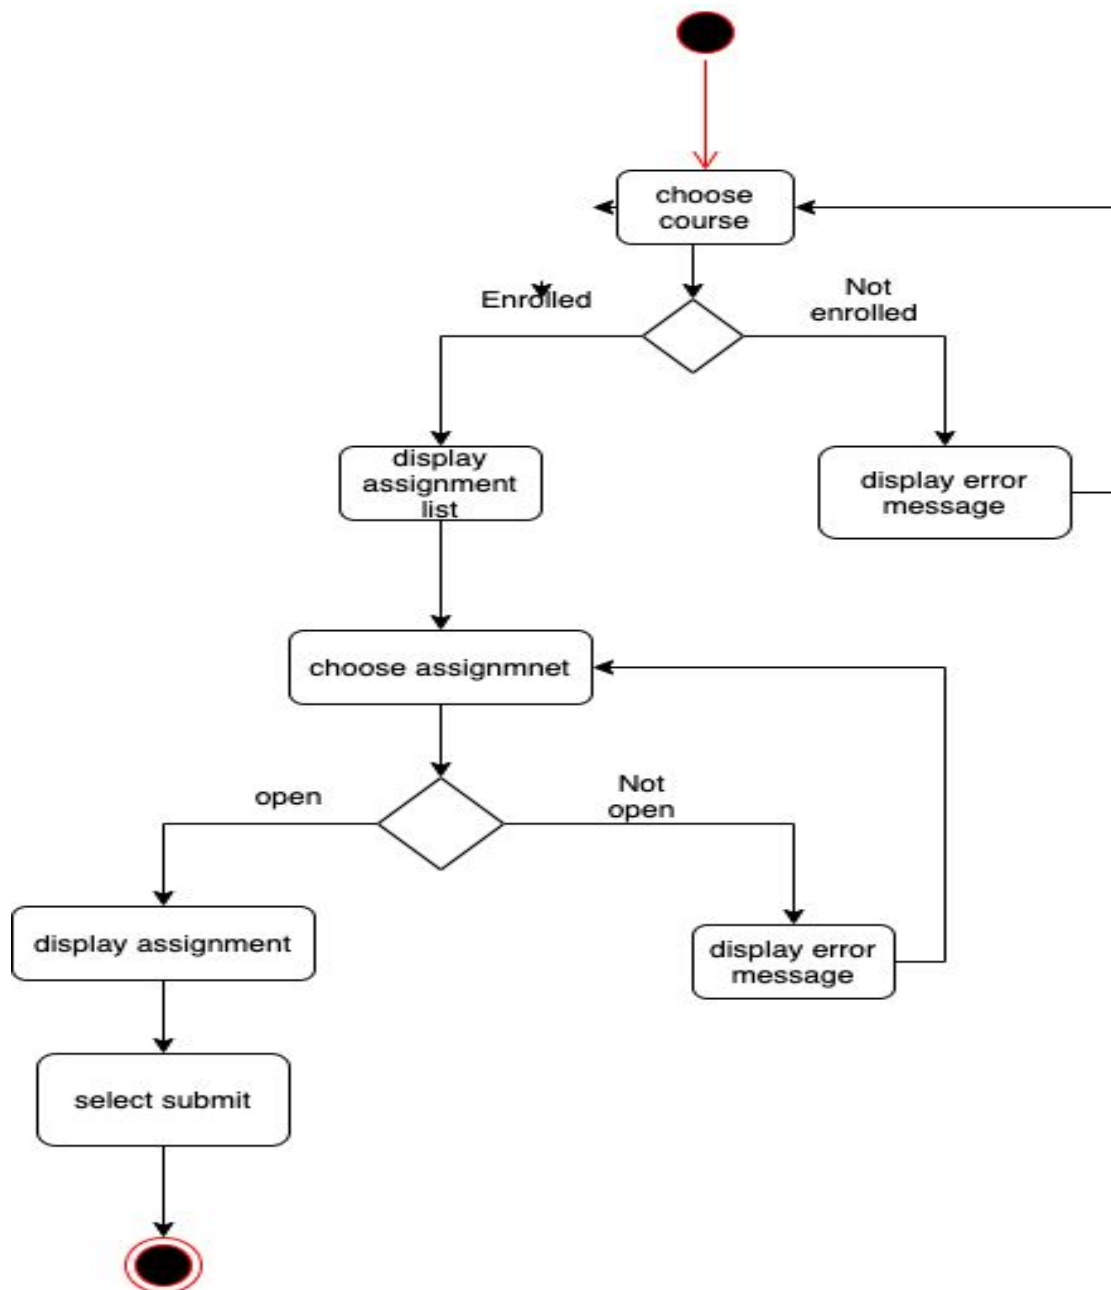 choose
course
Enrolled
Not
enrolled
display
assignment
list
display error
message
choose assignmnet
open
Not
open
display assignment
display error
message
select submit